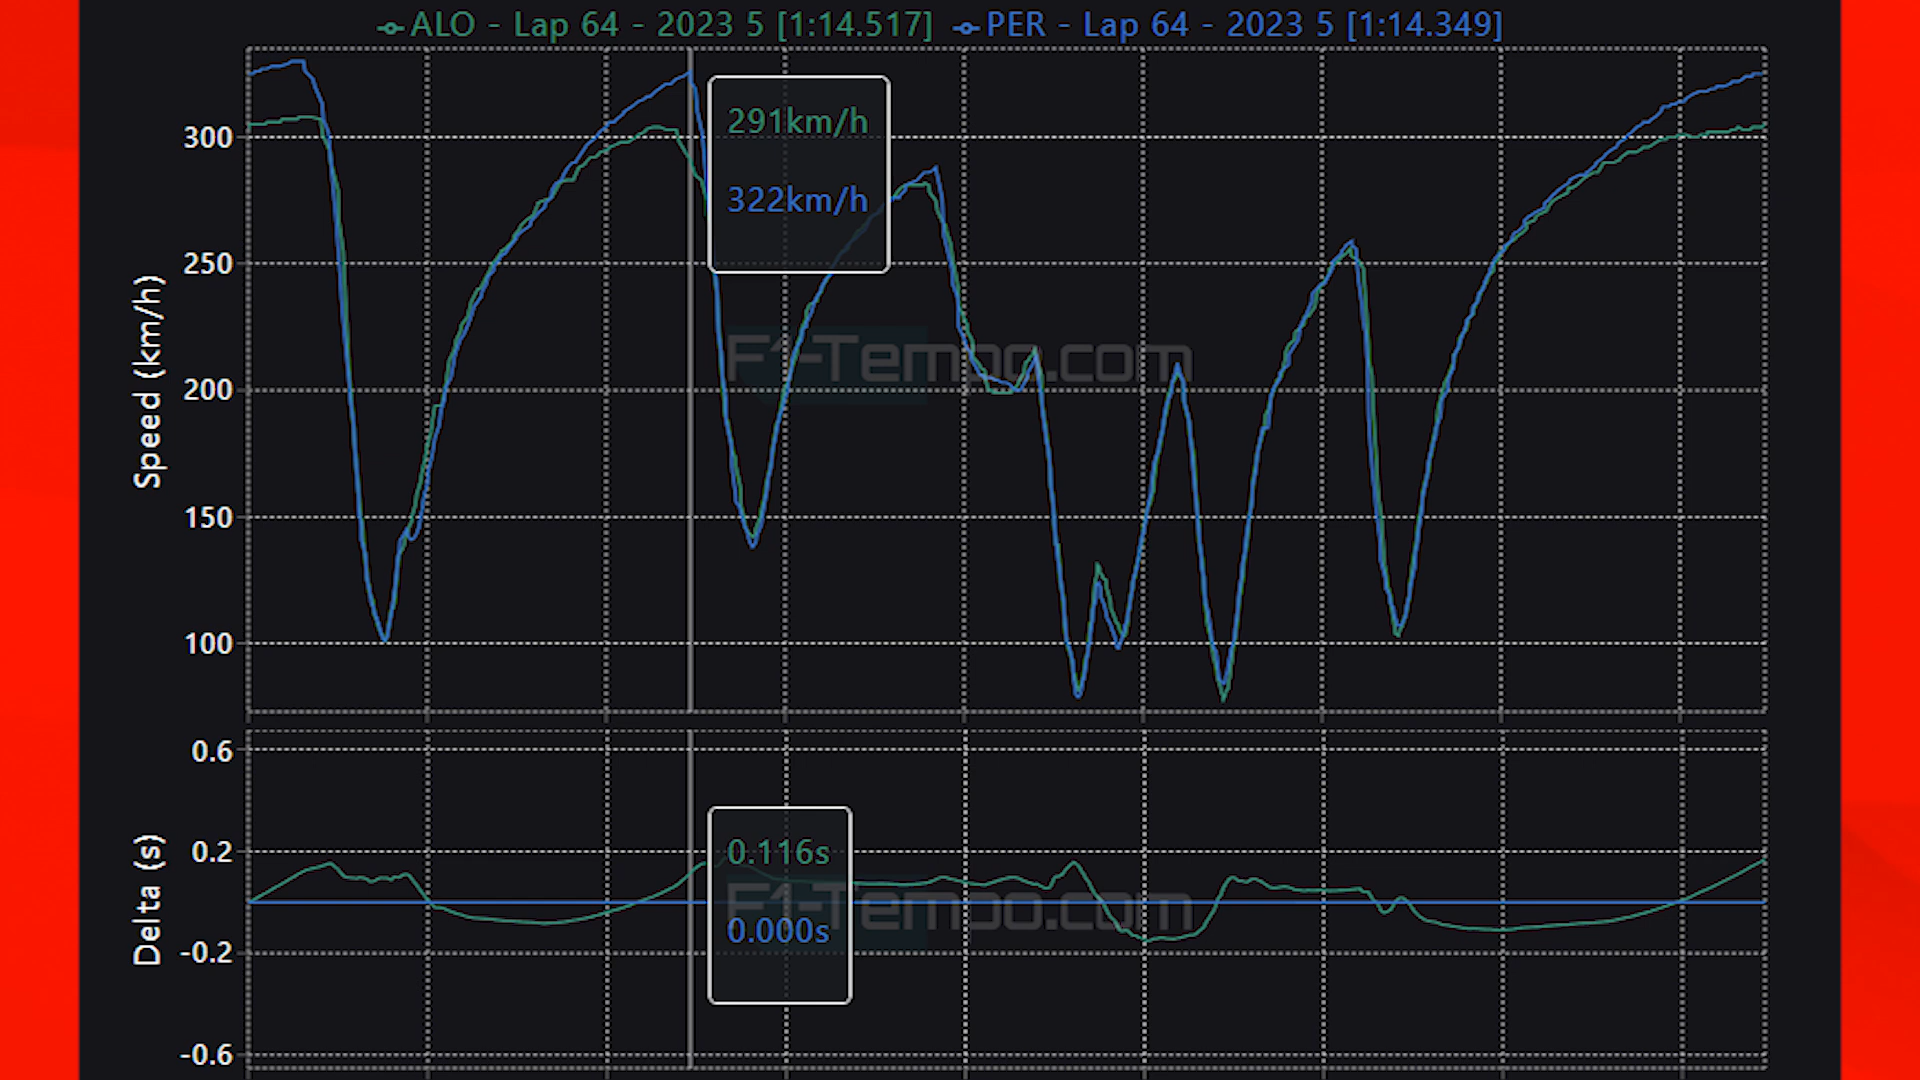 ALO - Lap 64 - 2023 5 [1:14.517] PER - Lap 64 - 2023 5 [1:14.349]
300
250
200
150
100
Speed (km/h)
291km/h
322km/h
F1-Tempo.com
0.6
0.2
-0.2
-0.6
Delta (s)
0.116s
0.000s
F1-Tempo.com